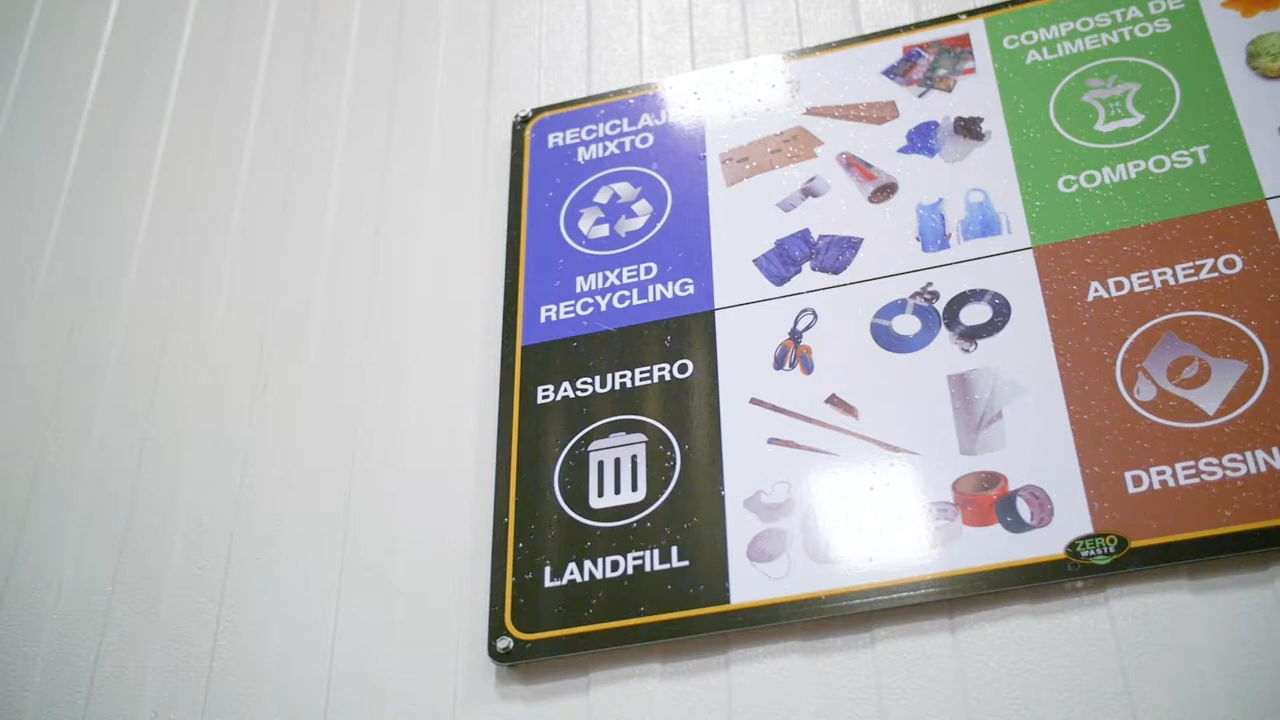 RECICLAJE
MIXTO
MIXED
RECYCLING
BASURERO
LANDFILL
COMPOSTA DE
ALIMENTOS
COMPOST
ADEREZO
DRESSIN
ZERO
WASTE